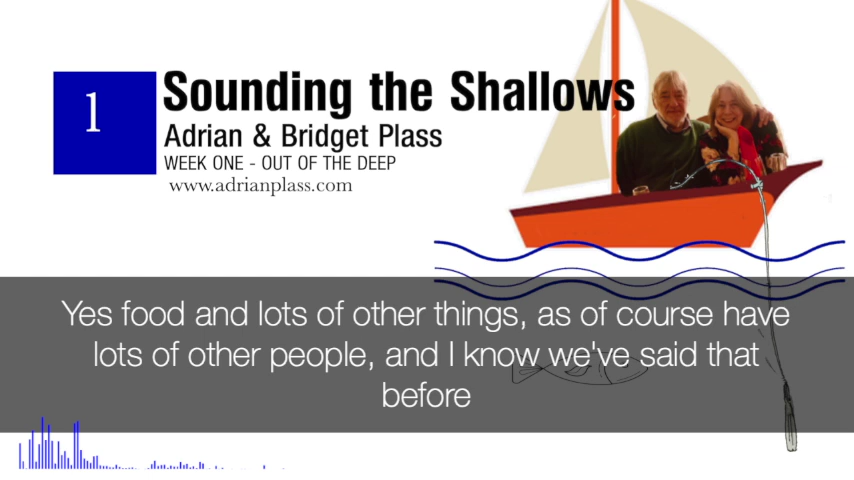 1
Sounding the Shallows
Adrian & Bridget Plass
WEEK ONE - OUT OF THE DEEP
www.adrianplass.com
Yes food and lots of other things, as of course have
lots of other people, and I know we've said that
before